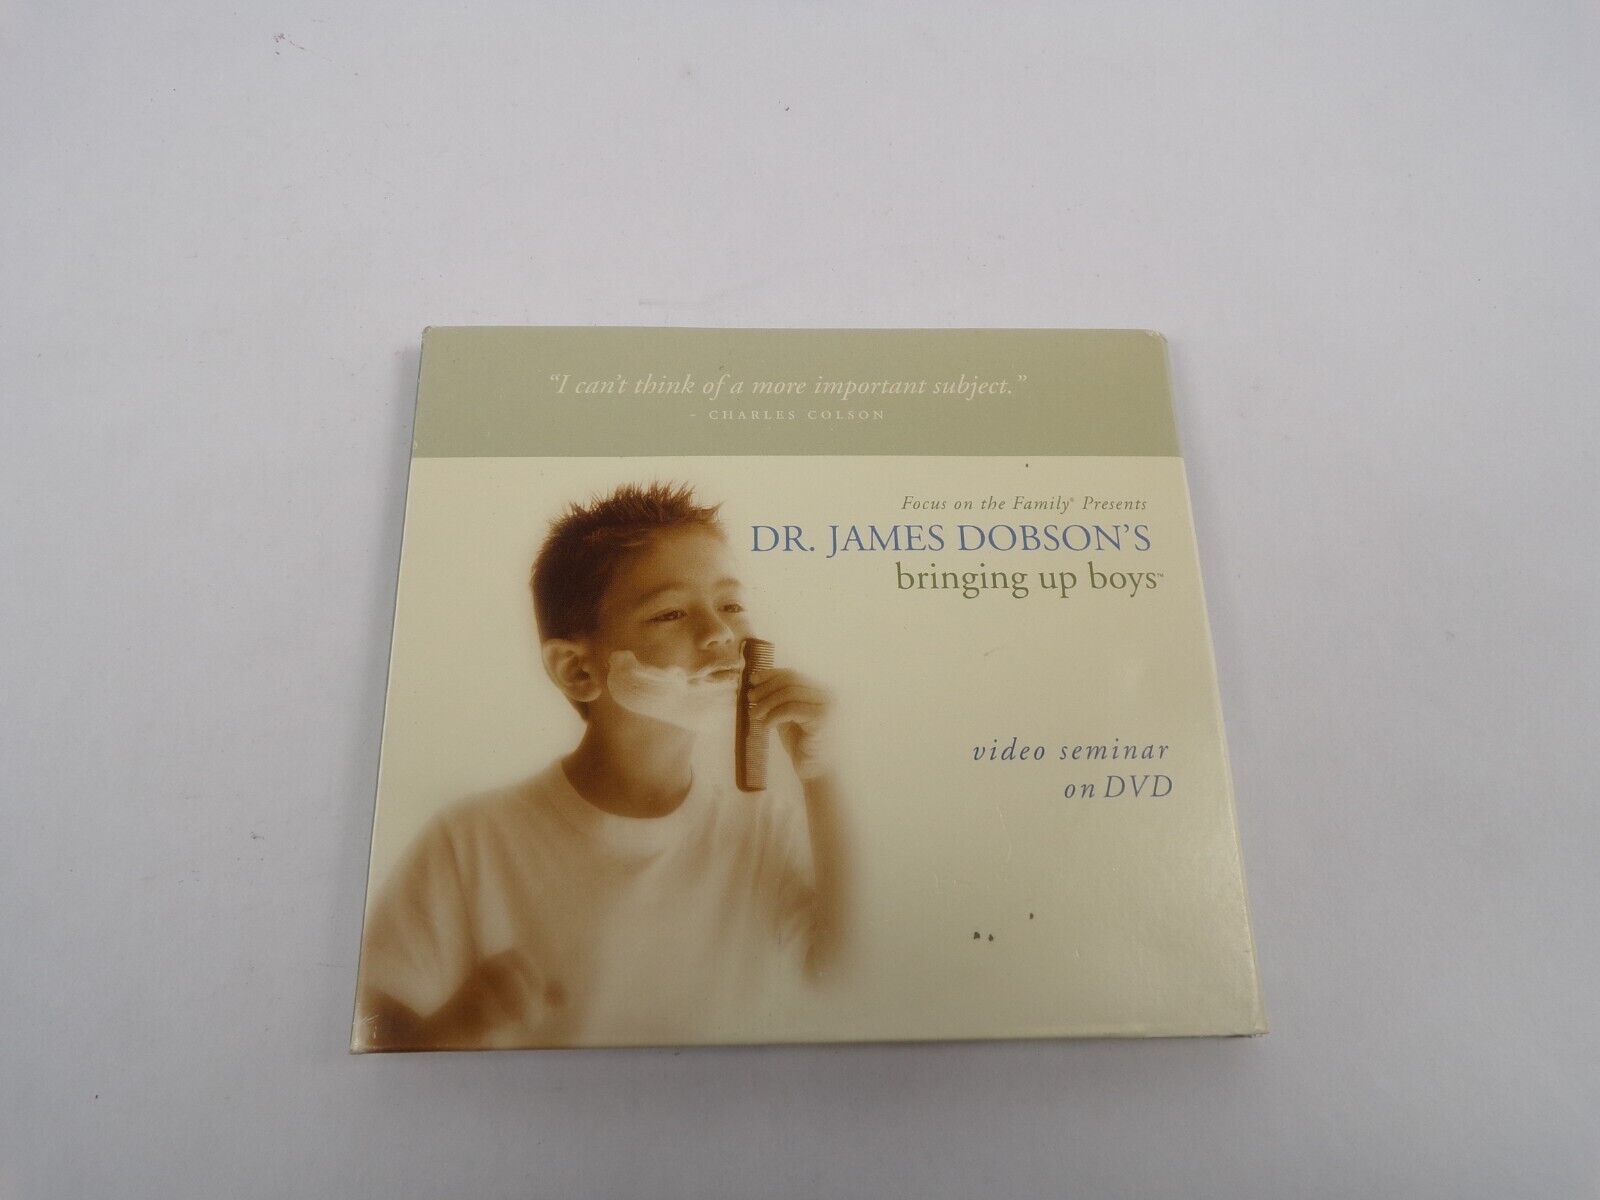 "I can't think of a more important subject."
- CHARLES COLSON
Focus on the Family® Presents
DR. JAMES DOBSON'S
bringing up boys™
video seminar
on DVD